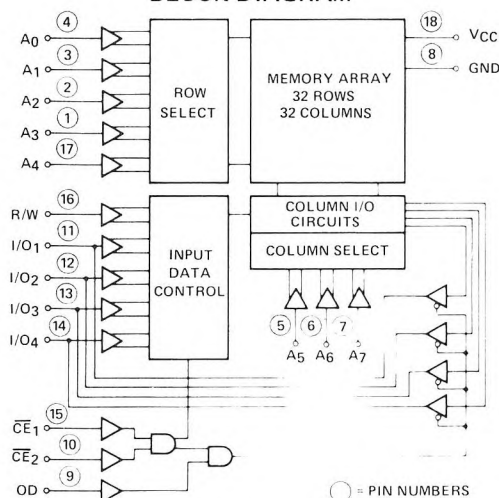 BLOCK DIAGRAM
A0 4
A1 3
A2 2
A3 1
A4 17
ROW SELECT
MEMORY ARRAY
32 ROWS
32 COLUMNS
18 VCC
8 GND
R/W 16
I/O1 11
I/O2 12
I/O3 13
I/O4 14
INPUT
DATA
CONTROL
COLUMN I/O
CIRCUITS
COLUMN SELECT
5 6 7
A5 A6 A7
CE1 15
CE2 10
OD 9
= PIN NUMBERS